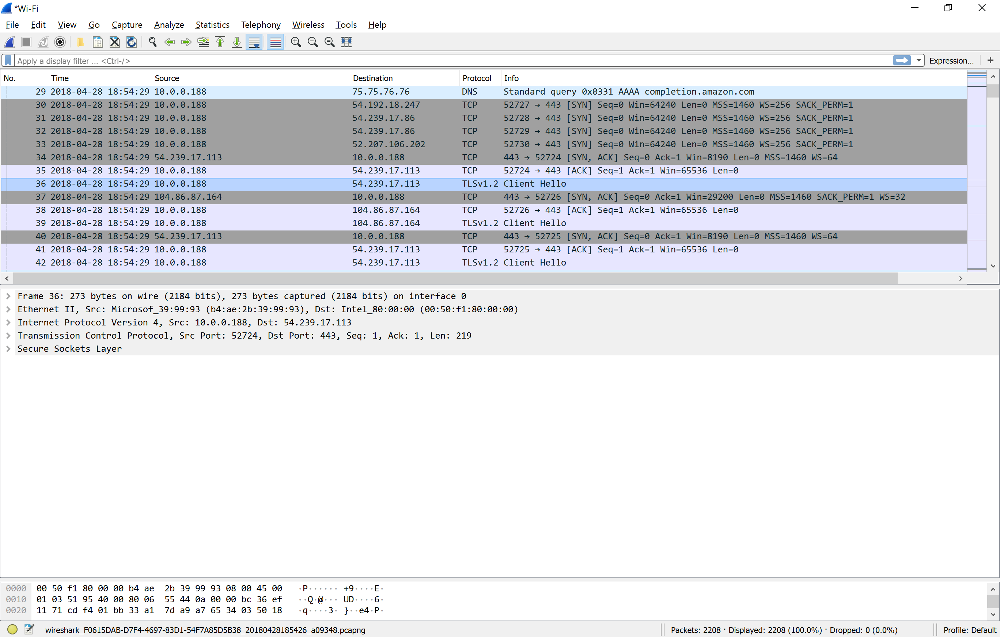 *Wi-Fi
File Edit View Go Capture Analyze Statistics Telephony Wireless Tools Help
Apply a display filter ... <Ctrl-/> Expression... +
No. Time Source Destination Protocol Info
29 2018-04-28 18:54:29 10.0.0.188 75.75.76.76 DNS Standard query 0x0331 AAAA completion.amazon.com
30 2018-04-28 18:54:29 10.0.0.188 54.192.18.247 TCP 52727 → 443 [SYN] Seq=0 Win=64240 Len=0 MSS=1460 WS=256 SACK_PERM=1
31 2018-04-28 18:54:29 10.0.0.188 54.239.17.86 TCP 52728 → 443 [SYN] Seq=0 Win=64240 Len=0 MSS=1460 WS=256 SACK_PERM=1
32 2018-04-28 18:54:29 10.0.0.188 54.239.17.86 TCP 52729 → 443 [SYN] Seq=0 Win=64240 Len=0 MSS=1460 WS=256 SACK_PERM=1
33 2018-04-28 18:54:29 10.0.0.188 52.207.106.202 TCP 52730 → 443 [SYN] Seq=0 Win=64240 Len=0 MSS=1460 WS=256 SACK_PERM=1
34 2018-04-28 18:54:29 54.239.17.113 10.0.0.188 TCP 443 → 52724 [SYN, ACK] Seq=0 Ack=1 Win=8190 Len=0 MSS=1460 WS=64
35 2018-04-28 18:54:29 10.0.0.188 54.239.17.113 TCP 52724 → 443 [ACK] Seq=1 Ack=1 Win=65536 Len=0
36 2018-04-28 18:54:29 10.0.0.188 54.239.17.113 TLSv1.2 Client Hello
37 2018-04-28 18:54:29 104.86.87.164 10.0.0.188 TCP 443 → 52726 [SYN, ACK] Seq=0 Ack=1 Win=29200 Len=0 MSS=1460 SACK_PERM=1 WS=32
38 2018-04-28 18:54:29 10.0.0.188 104.86.87.164 TCP 52726 → 443 [ACK] Seq=1 Ack=1 Win=65536 Len=0
39 2018-04-28 18:54:29 10.0.0.188 104.86.87.164 TLSv1.2 Client Hello
40 2018-04-28 18:54:29 54.239.17.113 10.0.0.188 TCP 443 → 52725 [SYN, ACK] Seq=0 Ack=1 Win=8190 Len=0 MSS=1460 WS=64
41 2018-04-28 18:54:29 10.0.0.188 54.239.17.113 TCP 52725 → 443 [ACK] Seq=1 Ack=1 Win=65536 Len=0
42 2018-04-28 18:54:29 10.0.0.188 54.239.17.113 TLSv1.2 Client Hello
Frame 36: 273 bytes on wire (2184 bits), 273 bytes captured (2184 bits) on interface 0
Ethernet II, Src: Microsof_39:99:93 (b4:ae:2b:39:99:93), Dst: Intel_80:00:00 (00:50:f1:80:00:00)
Internet Protocol Version 4, Src: 10.0.0.188, Dst: 54.239.17.113
Transmission Control Protocol, Src Port: 52724, Dst Port: 443, Seq: 1, Ack: 1, Len: 219
Secure Sockets Layer
0000 00 50 f1 80 00 00 b4 ae 2b 39 99 93 08 00 45 00 ·P······ +9····E·
0010 01 03 51 95 40 00 80 06 55 44 0a 00 00 bc 36 ef ··Q·@··· UD····6·
0020 11 71 cd f4 01 bb 33 a1 7d a9 a7 65 34 03 50 18 ·q····3· }··e4·P·
wireshark_F0615DAB-D7F4-4697-83D1-54F7A85D5B38_20180428185426_a09348.pcapng Packets: 2208 · Displayed: 2208 (100.0%) · Dropped: 0 (0.0%) Profile: Default